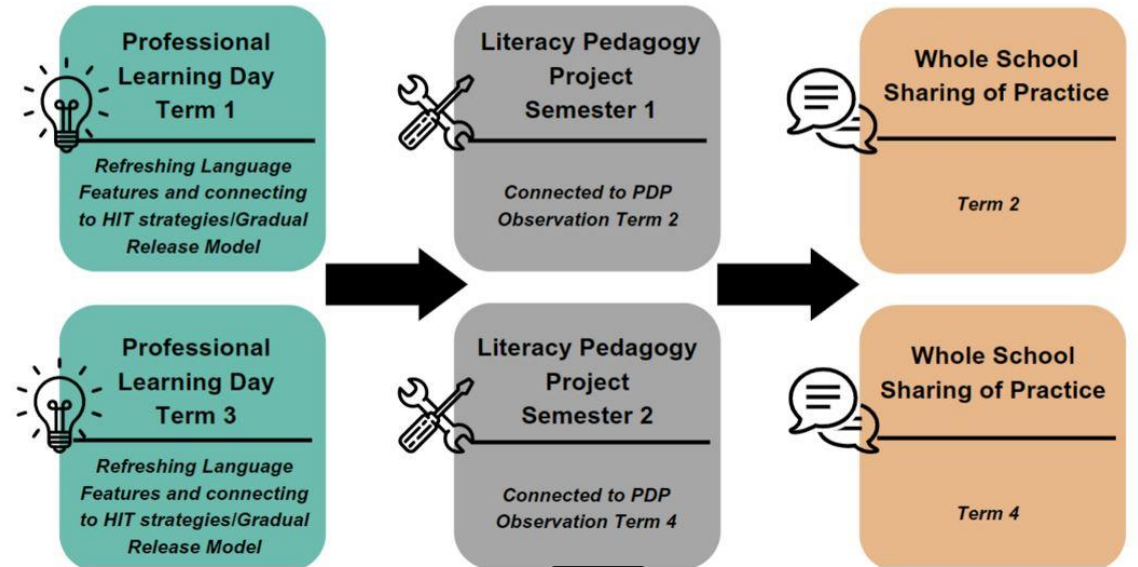 Professional
Learning Day
Term 1
Refreshing Language
Features and connecting
to HIT strategies/Gradual
Release Model
Literacy Pedagogy
Project
Semester 1
Connected to PDP
Observation Term 2
Whole School
Sharing of Practice
Term 2
Professional
Learning Day
Term 3
Refreshing Language
Features and connecting
to HIT strategies/Gradual
Release Model
Literacy Pedagogy
Project
Semester 2
Connected to PDP
Observation Term 4
Whole School
Sharing of Practice
Term 4